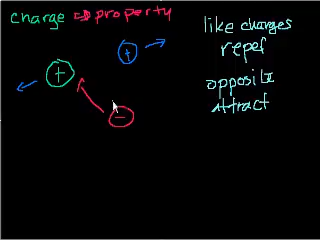 charge => property
like charges
repel
opposite
attract
+
+
−